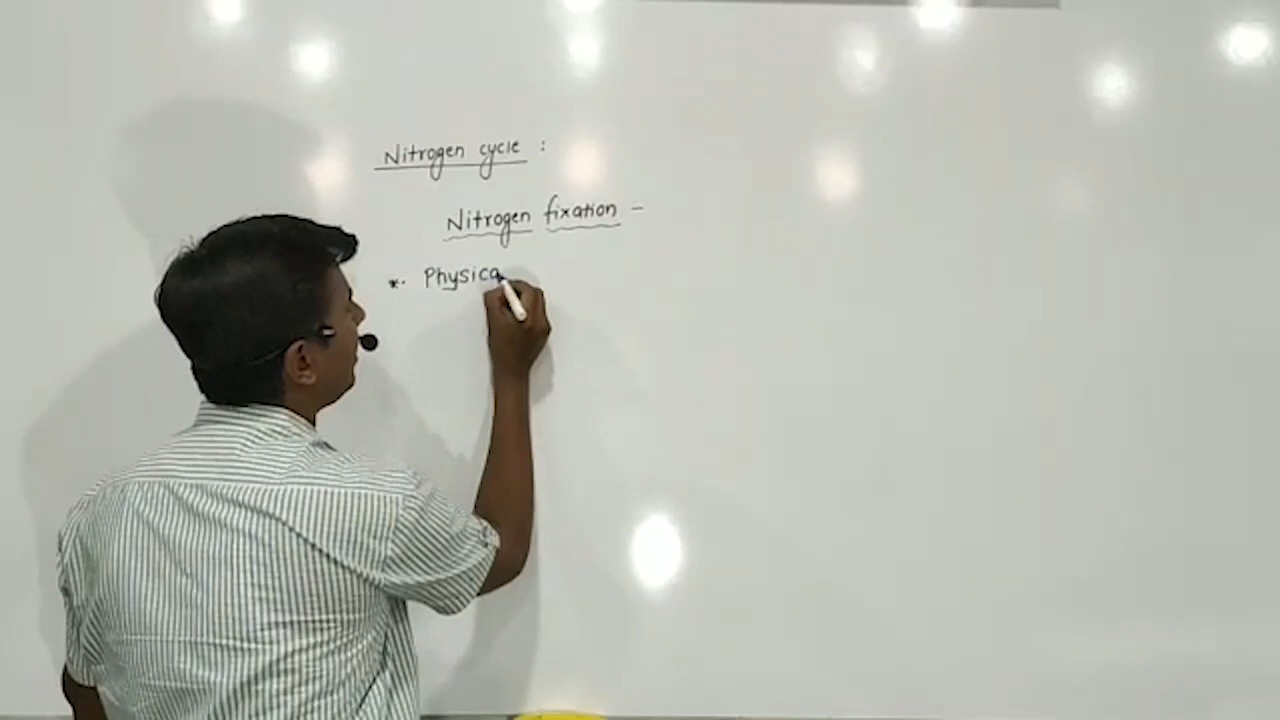 Nitrogen cycle :
Nitrogen fixation -
*. Physica